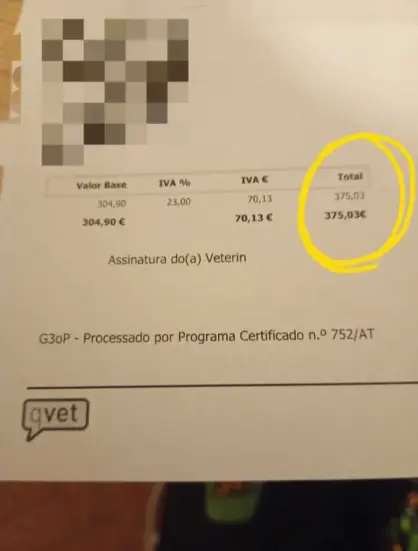 Valor Base IVA % IVA € Total
304,90 23,00 70,13 375,03
304,90 € 70,13 € 375,03€
Assinatura do(a) Veterin
G3oP - Processado por Programa Certificado n.º 752/AT
qvet